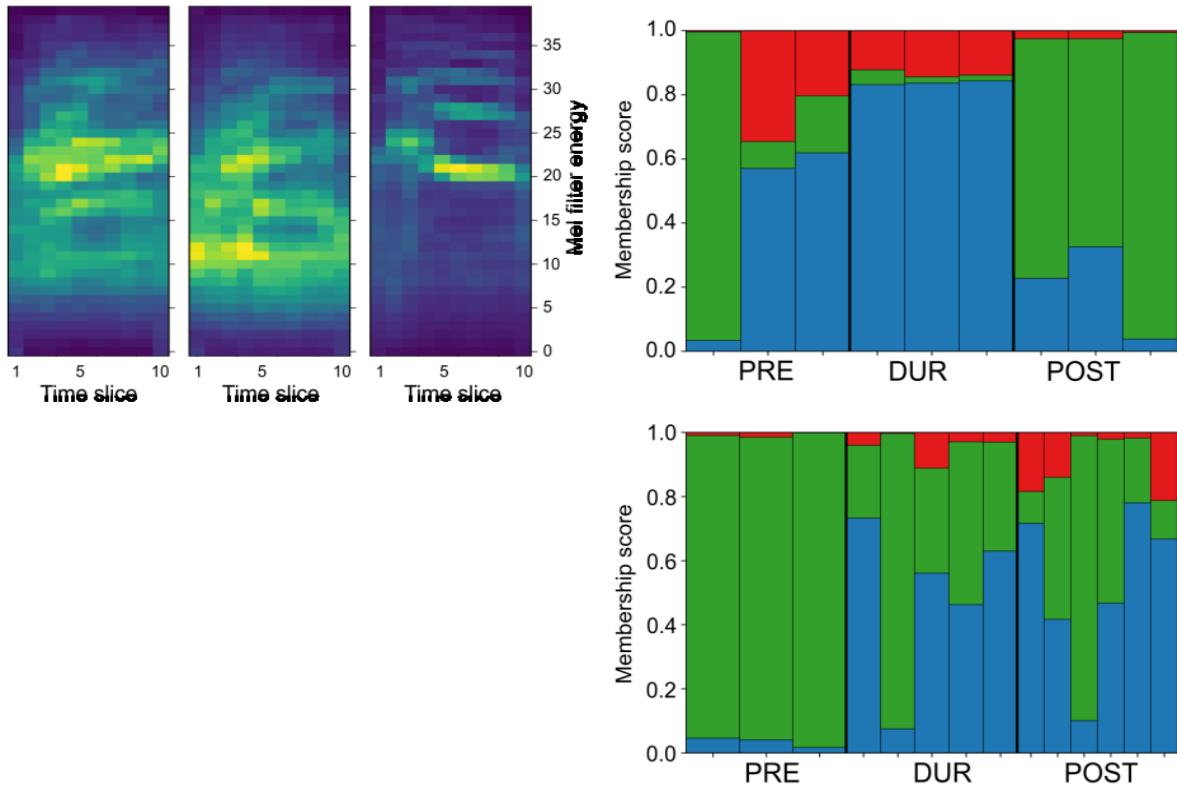 35
30
25
20
15
10
5
0
Mel filter energy
1 5 10
1 5 10
1 5 10
Time slice
Time slice
Time slice
1.0
0.8
0.6
0.4
0.2
0.0
Membership score
PRE DUR POST
1.0
0.8
0.6
0.4
0.2
0.0
Membership score
PRE DUR POST